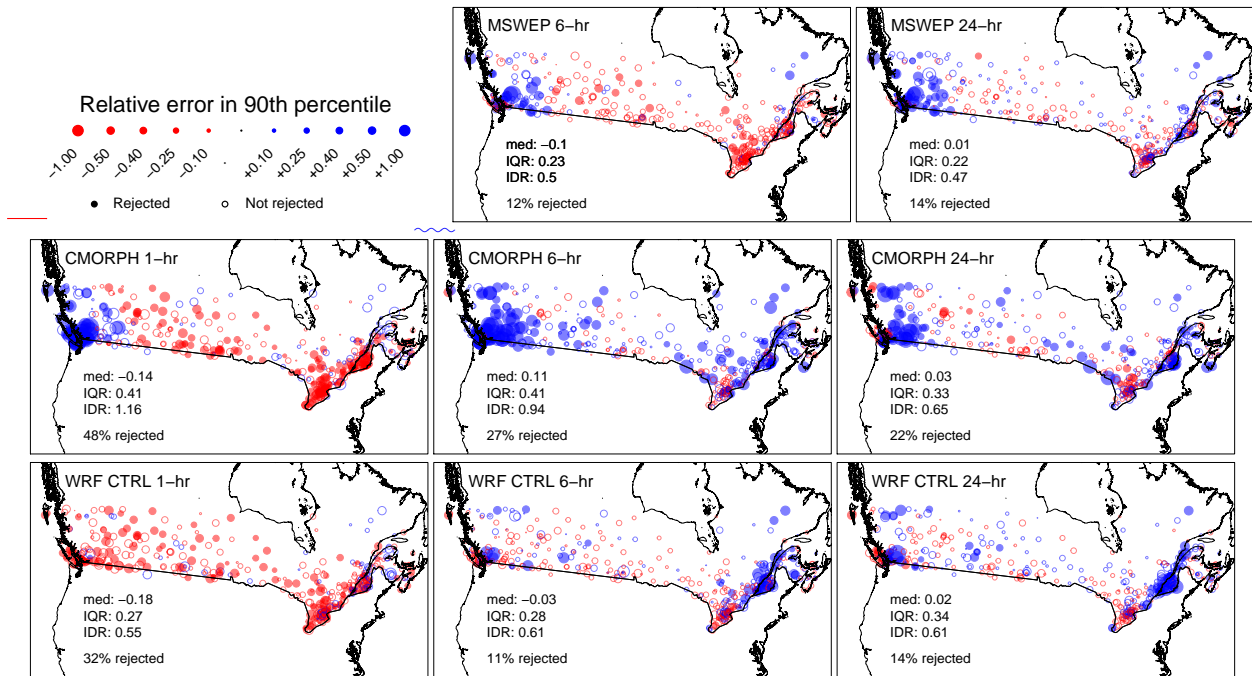 MSWEP 6−hr
med: −0.1
IQR: 0.23
IDR: 0.5
12% rejected
MSWEP 24−hr
med: 0.01
IQR: 0.22
IDR: 0.47
14% rejected
Relative error in 90th percentile
−1.00 −0.50 −0.40 −0.25 −0.10 . +0.10 +0.25 +0.40 +0.50 +1.00
Rejected Not rejected
CMORPH 1−hr
med: −0.14
IQR: 0.41
IDR: 1.16
48% rejected
CMORPH 6−hr
med: 0.11
IQR: 0.41
IDR: 0.94
27% rejected
CMORPH 24−hr
med: 0.03
IQR: 0.33
IDR: 0.65
22% rejected
WRF CTRL 1−hr
med: −0.18
IQR: 0.27
IDR: 0.55
32% rejected
WRF CTRL 6−hr
med: −0.03
IQR: 0.28
IDR: 0.61
11% rejected
WRF CTRL 24−hr
med: 0.02
IQR: 0.34
IDR: 0.61
14% rejected